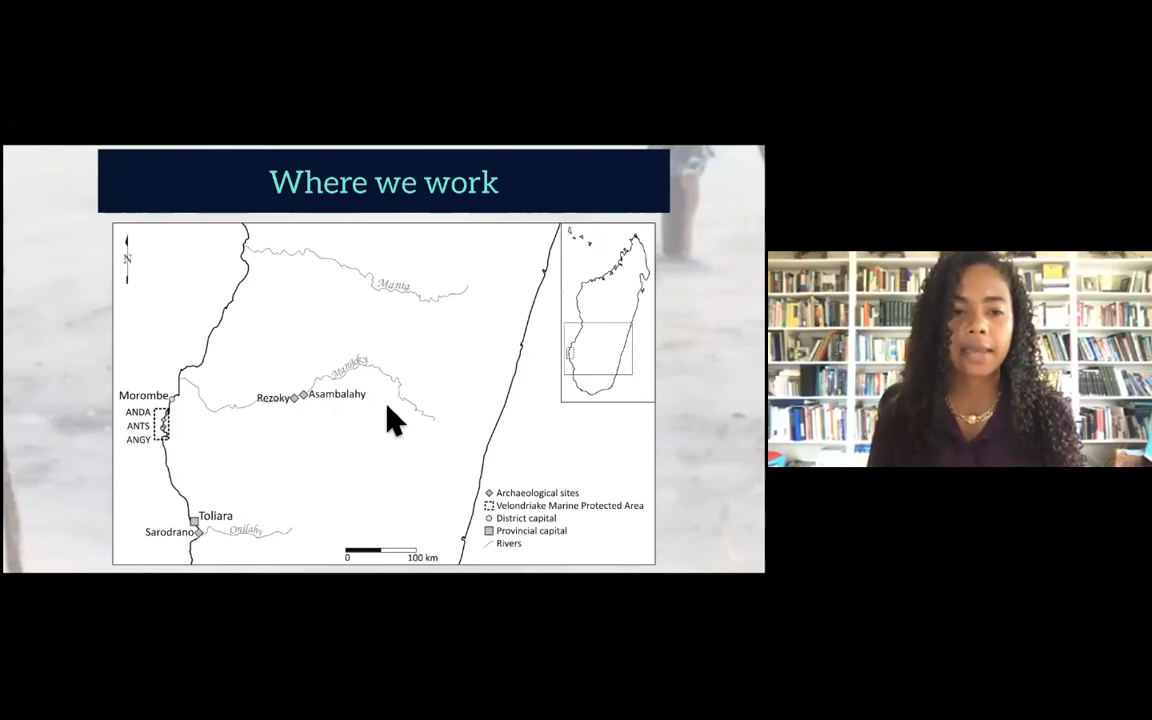 Where we work
N
Mania
Mangoky
Morombe
Rezoky
Asambalahy
ANDA
ANTS
ANGY
Toliara
Sarodrano
Onilahy
0
100 km
Archaeological sites
Velondriake Marine Protected Area
District capital
Provincial capital
Rivers